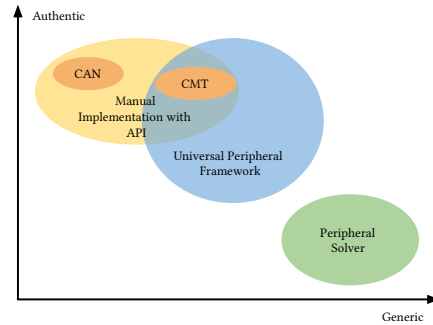 Authentic
CAN
CMT
Manual
Implementation with
API
Universal Peripheral
Framework
Peripheral
Solver
Generic